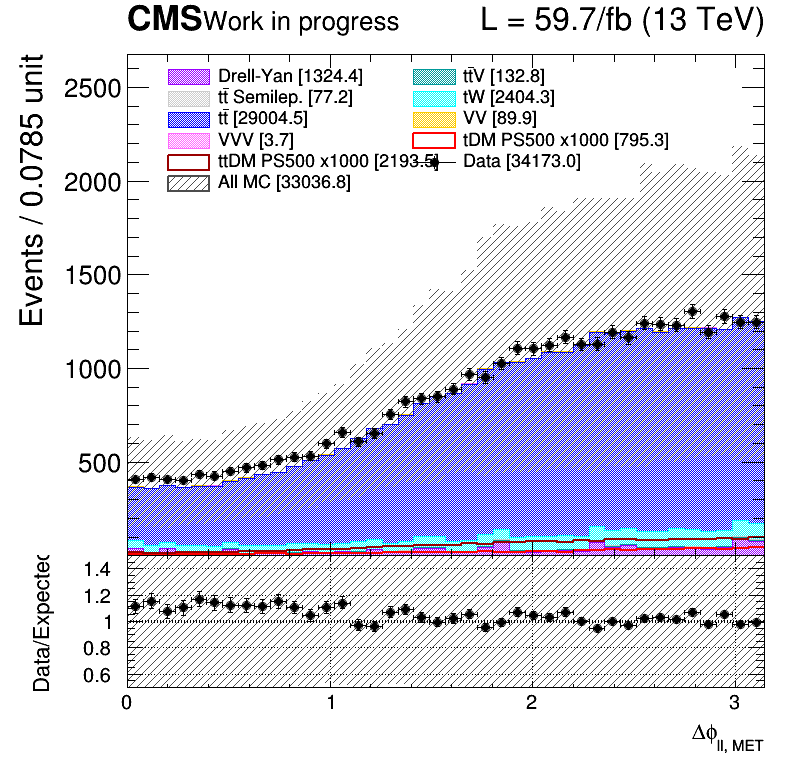 CMS Work in progress L = 59.7/fb (13 TeV)
Events / 0.0785 unit
2500
2000
1500
1000
500
Drell-Yan [1324.4] tt̄V [132.8]
tt̄ Semilep. [77.2] tW [2404.3]
tt̄ [29004.5] VV [89.9]
VVV [3.7] tDM PS500 x1000 [795.3]
ttDM PS500 x1000 [2193.5] Data [34173.0]
All MC [33036.8]
Data/Expected
1.4
1.2
1
0.8
0.6
0 1 2 3
Δϕll, MET